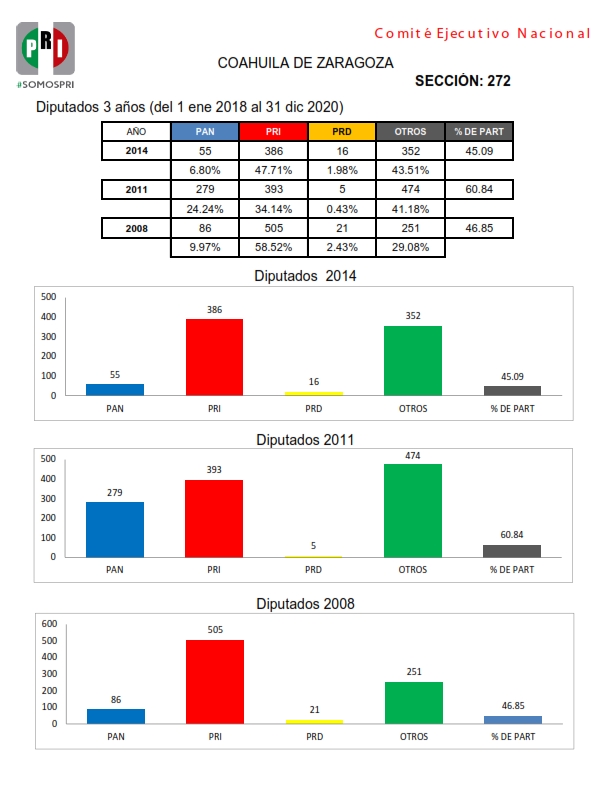 Comité Ejecutivo Nacional
PRI
#SOMOSPRI
COAHUILA DE ZARAGOZA
SECCIÓN: 272
Diputados 3 años (del 1 ene 2018 al 31 dic 2020)
AÑO PAN PRI PRD OTROS % DE PART
2014 55 386 16 352 45.09
6.80% 47.71% 1.98% 43.51%
2011 279 393 5 474 60.84
24.24% 34.14% 0.43% 41.18%
2008 86 505 21 251 46.85
9.97% 58.52% 2.43% 29.08%
Diputados 2014
500
400
300
200
100
0
55 386 16 352 45.09
PAN PRI PRD OTROS % DE PART
Diputados 2011
500
400
300
200
100
0
279 393 5 474 60.84
PAN PRI PRD OTROS % DE PART
Diputados 2008
600
500
400
300
200
100
0
86 505 21 251 46.85
PAN PRI PRD OTROS % DE PART